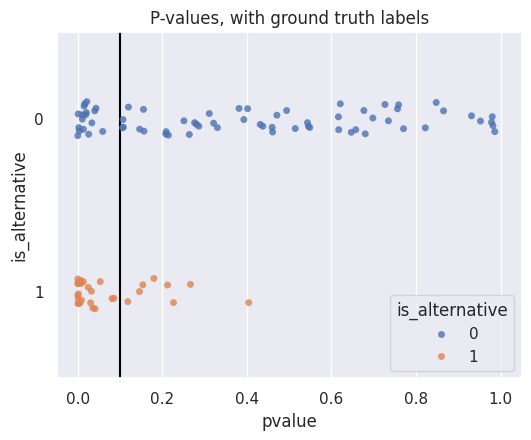 P-values, with ground truth labels
is_alternative
0
1
is_alternative
0
1
0.0 0.2 0.4 0.6 0.8 1.0
pvalue